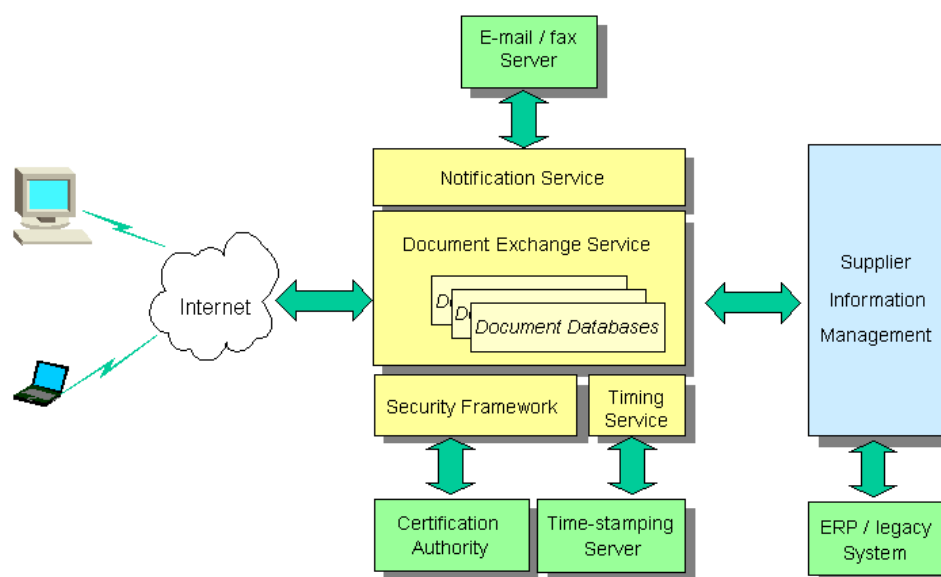 E-mail / fax
Server
Notification Service
Document Exchange Service
Document Databases
Internet
Supplier
Information
Management
Security Framework
Timing
Service
Certification
Authority
Time-stamping
Server
ERP / legacy
System